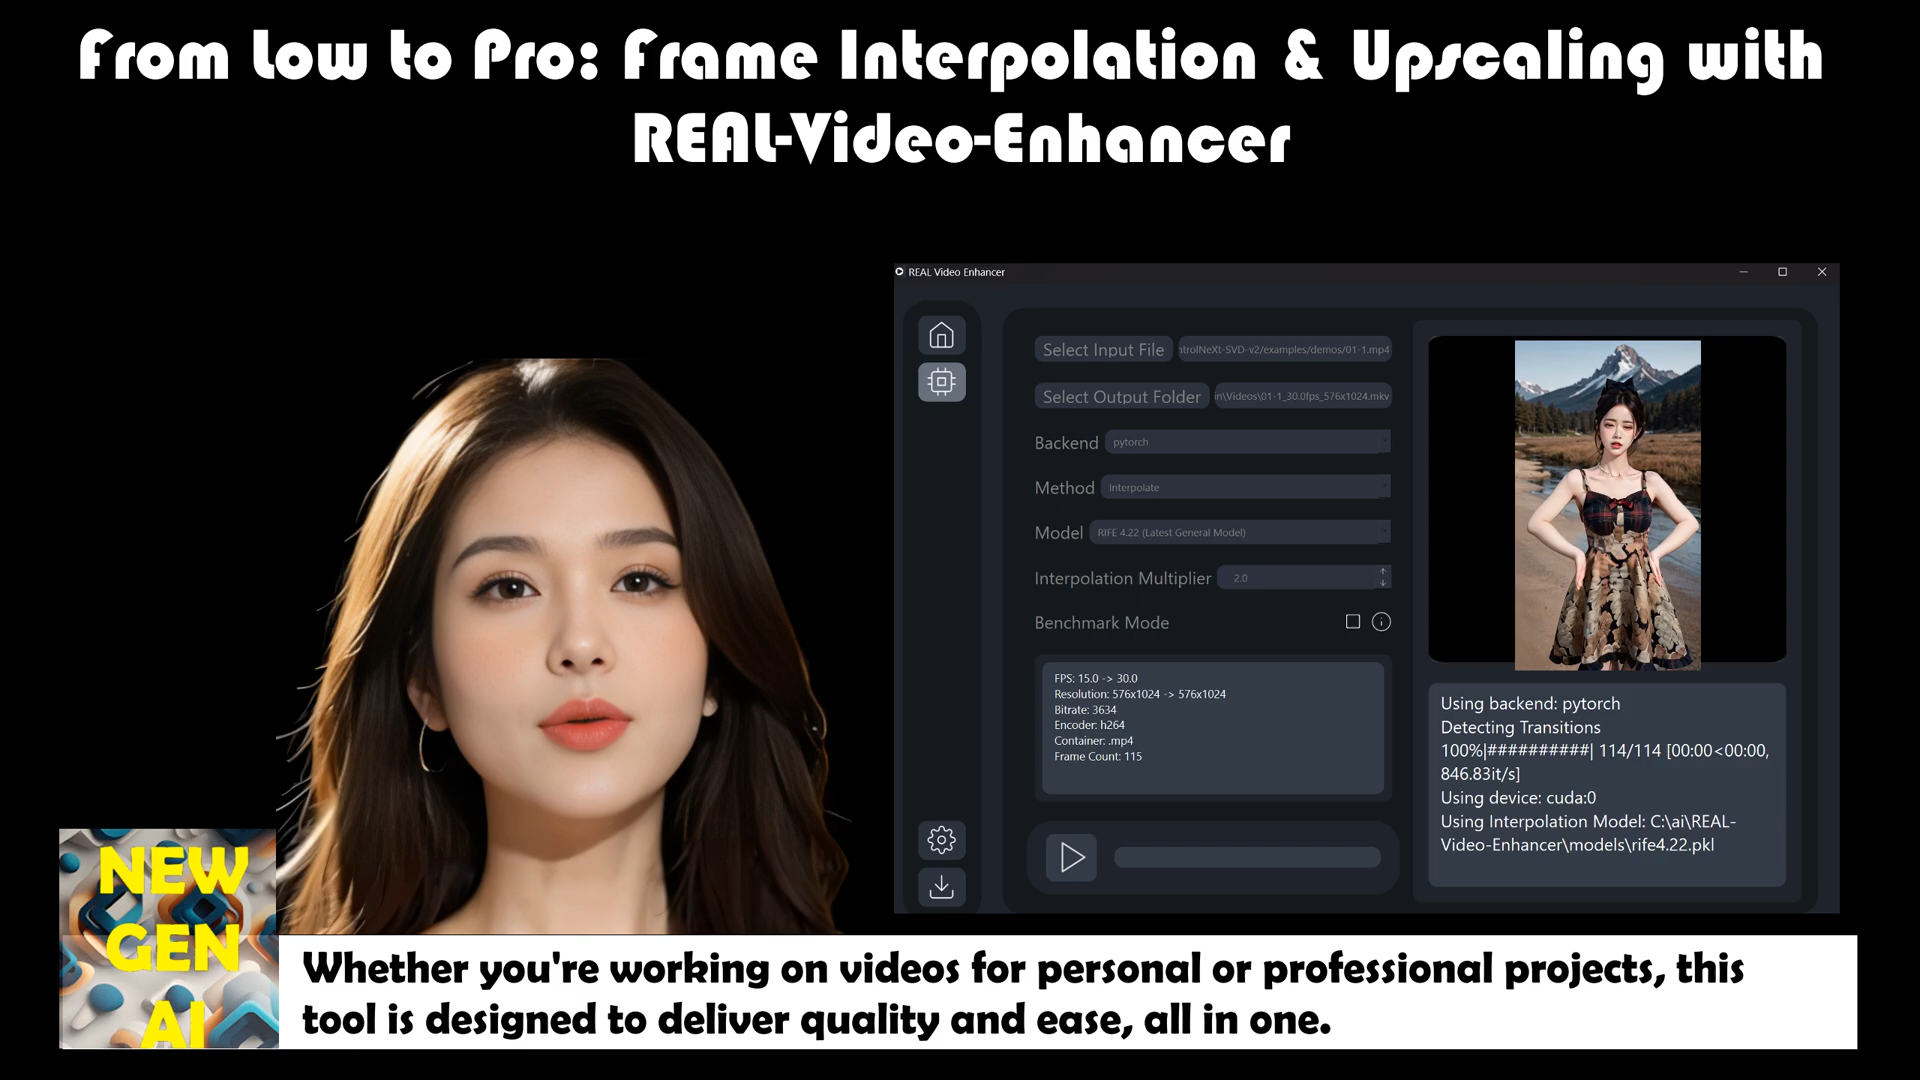 From Low to Pro: Frame Interpolation & Upscaling with
REAL-Video-Enhancer
REAL Video Enhancer
Select Input File
trolNeXt-SVD-v2/examples/demos/01-1.mp4
Select Output Folder
in\Videos\01-1_30.0fps_576x1024.mkv
Backend
pytorch
Method
Interpolate
Model
RIFE 4.22 (Latest General Model)
Interpolation Multiplier
2.0
Benchmark Mode
FPS: 15.0 -> 30.0
Resolution: 576x1024 -> 576x1024
Bitrate: 3634
Encoder: h264
Container: .mp4
Frame Count: 115
Using backend: pytorch
Detecting Transitions
100%|##########| 114/114 [00:00<00:00,
846.83it/s]
Using device: cuda:0
Using Interpolation Model: C:\ai\REAL-
Video-Enhancer\models\rife4.22.pkl
NEW
GEN
AI
Whether you're working on videos for personal or professional projects, this
tool is designed to deliver quality and ease, all in one.